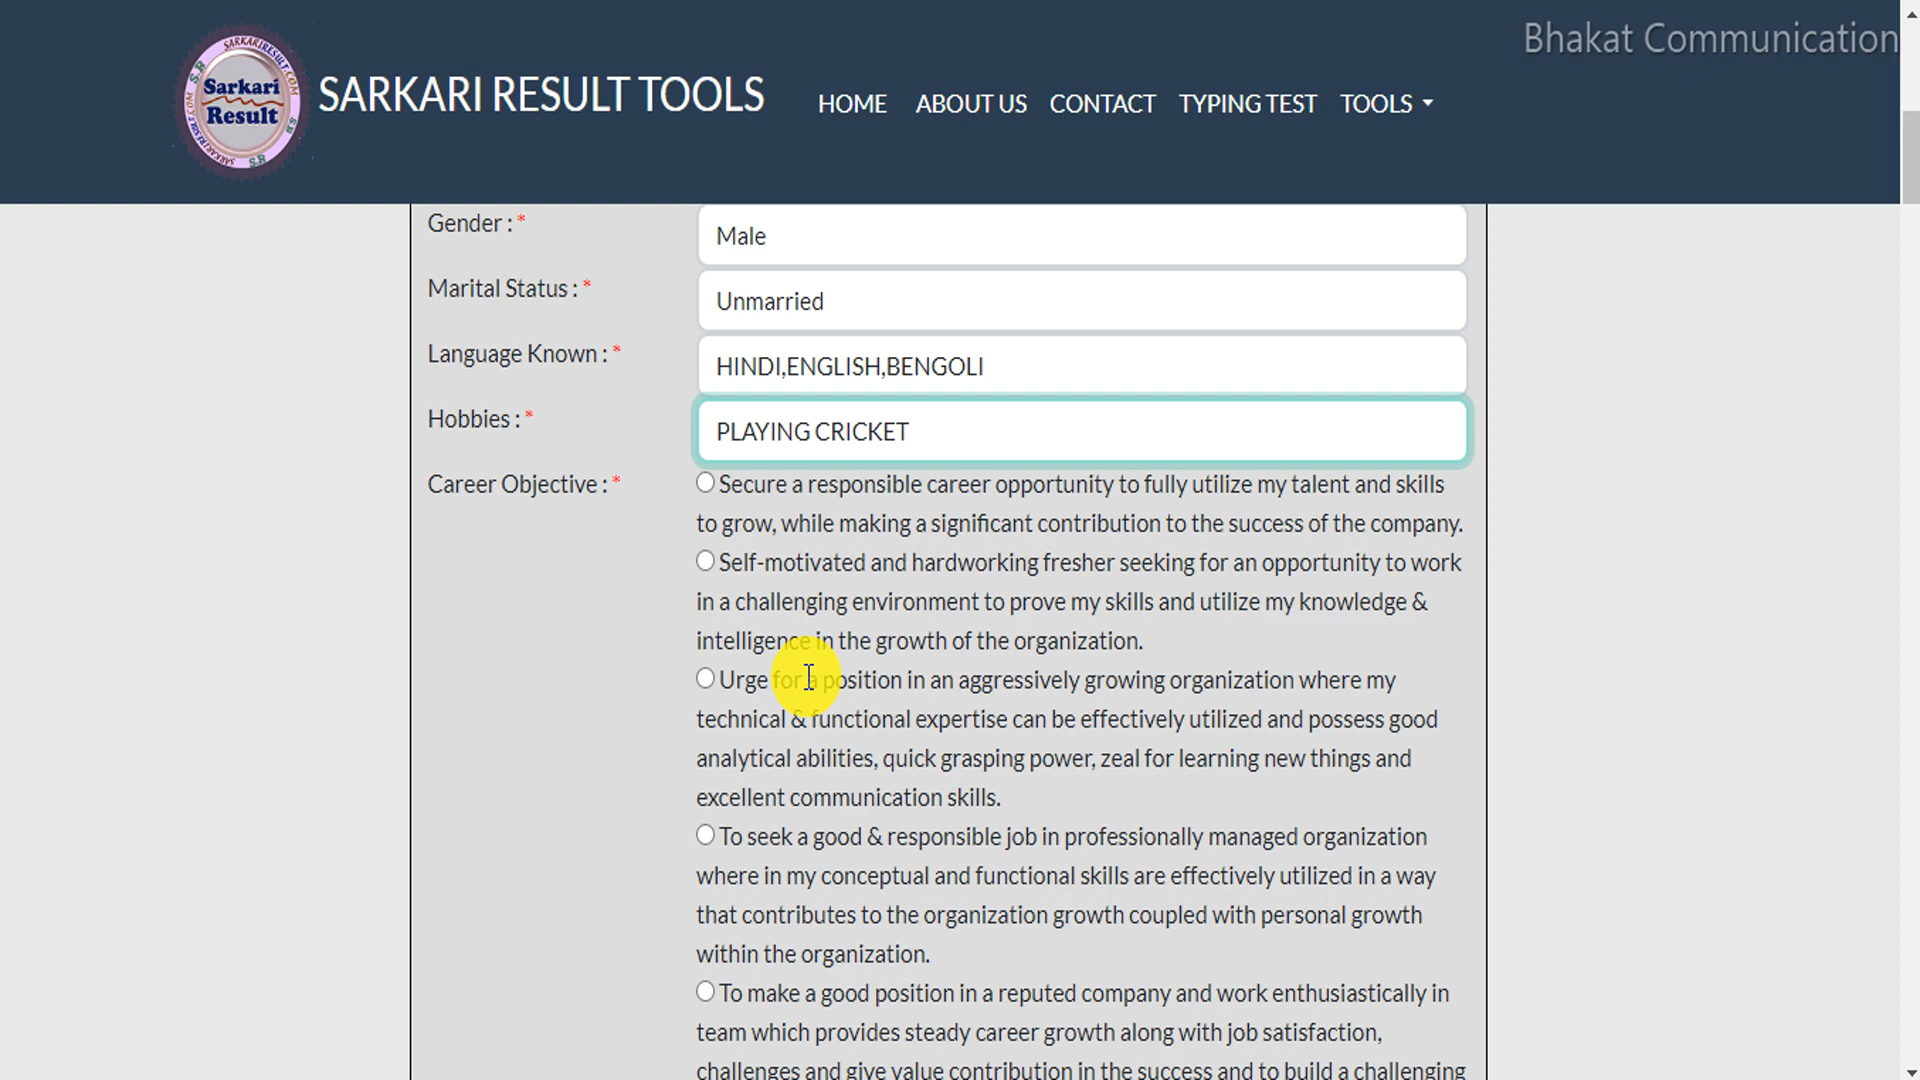 Bhakat Communication
SARKARIRESULT.COM
S.R
Sarkari
Result
S.R
SARKARI RESULT TOOLS
HOME ABOUT US CONTACT TYPING TEST TOOLS
Gender : * Male
Marital Status : * Unmarried
Language Known : * HINDI,ENGLISH,BENGOLI
Hobbies : * PLAYING CRICKET
Career Objective : * Secure a responsible career opportunity to fully utilize my talent and skills
to grow, while making a significant contribution to the success of the company.
Self-motivated and hardworking fresher seeking for an opportunity to work
in a challenging environment to prove my skills and utilize my knowledge &
intelligence in the growth of the organization.
Urge for a position in an aggressively growing organization where my
technical & functional expertise can be effectively utilized and possess good
analytical abilities, quick grasping power, zeal for learning new things and
excellent communication skills.
To seek a good & responsible job in professionally managed organization
where in my conceptual and functional skills are effectively utilized in a way
that contributes to the organization growth coupled with personal growth
within the organization.
To make a good position in a reputed company and work enthusiastically in
team which provides steady career growth along with job satisfaction,
challenges and give value contribution in the success and to build a challenging